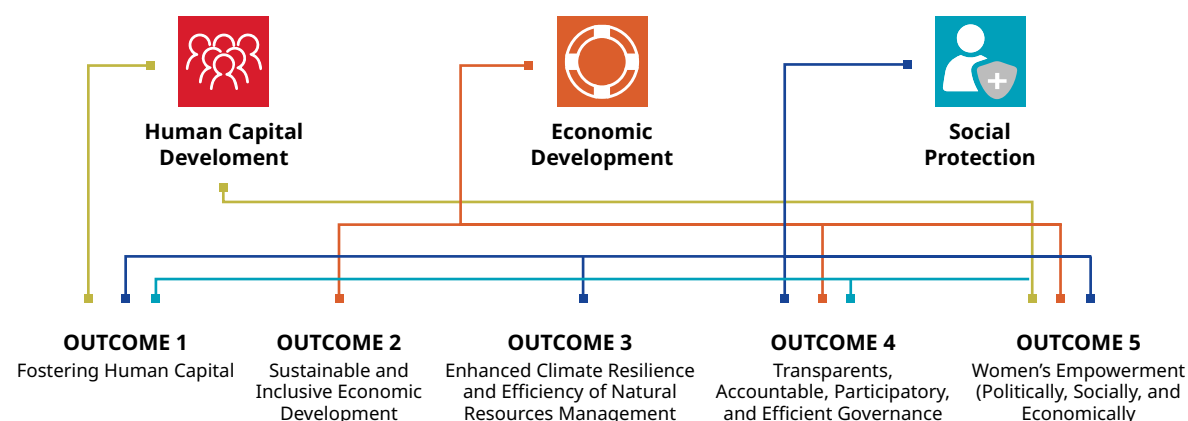 Human Capital
Develoment
Economic
Development
Social
Protection
OUTCOME 1
Fostering Human Capital
OUTCOME 2
Sustainable and
Inclusive Economic
Development
OUTCOME 3
Enhanced Climate Resilience
and Efficiency of Natural
Resources Management
OUTCOME 4
Transparents,
Accountable, Participatory,
and Efficient Governance
OUTCOME 5
Women’s Empowerment
(Politically, Socially, and
Economically